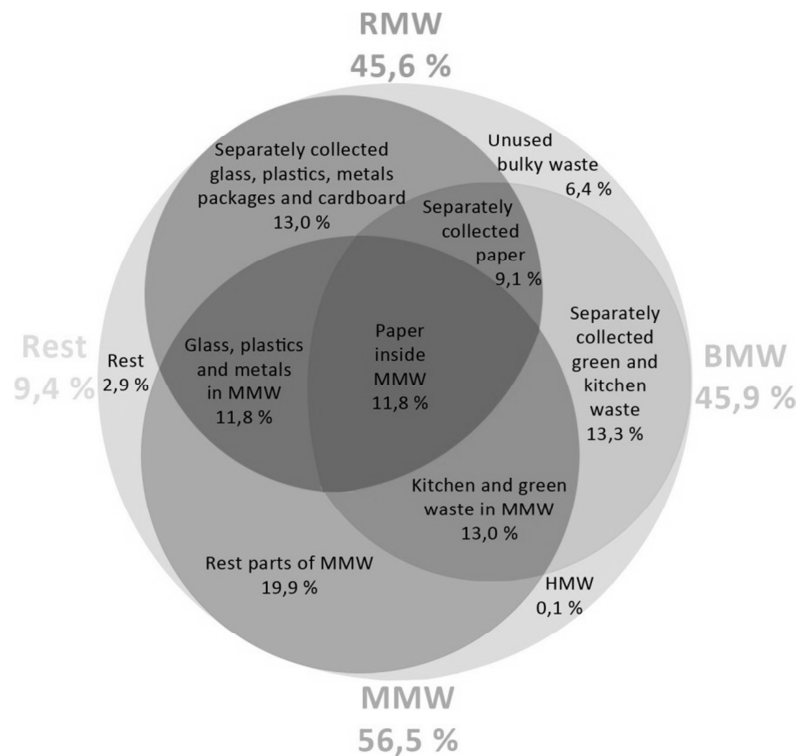 RMW
45,6 %
Separately collected
glass, plastics, metals
packages and cardboard
13,0 %
Unused
bulky waste
6,4 %
Separately
collected
paper
9,1 %
Rest
9,4 %
Rest
2,9 %
Glass, plastics
and metals
in MMW
11,8 %
Paper
inside
MMW
11,8 %
Separately
collected
green and
kitchen
waste
13,3 %
BMW
45,9 %
Kitchen and green
waste in MMW
13,0 %
Rest parts of MMW
19,9 %
HMW
0,1 %
MMW
56,5 %